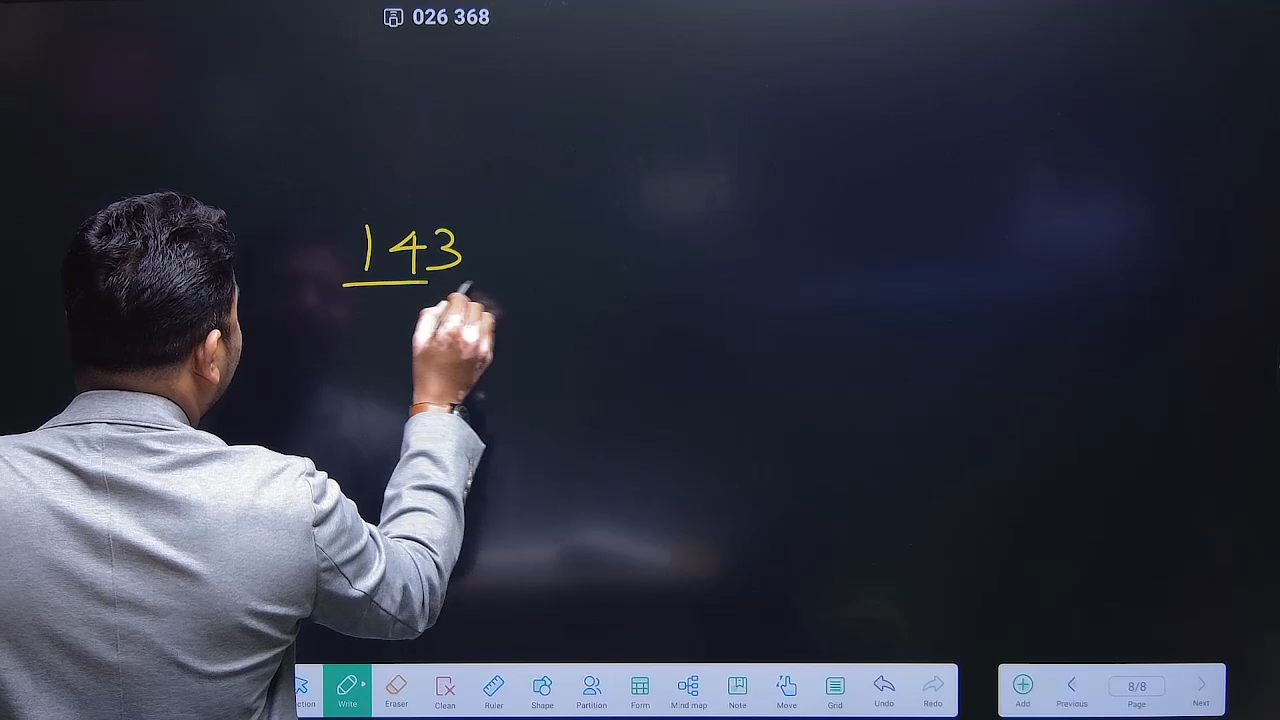 026 368
143
ction Write Eraser Clean Ruler Shape Partition Form Mind map Note Move Grid Undo Redo
Add Previous 8/8 Page Next